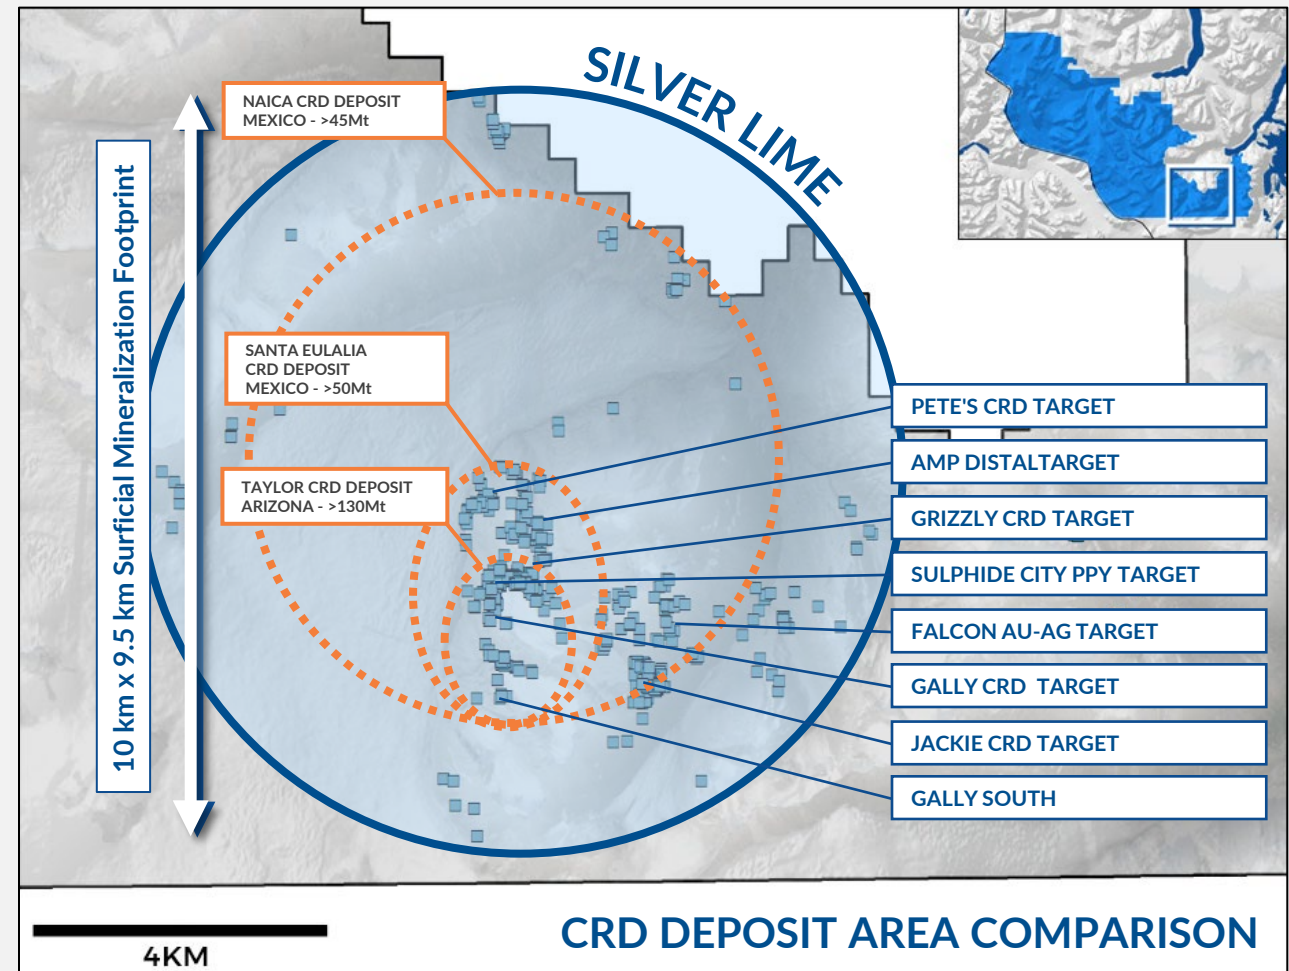 SILVER LIME
NAICA CRD DEPOSIT
MEXICO - >45Mt
10 km x 9.5 km Surficial Mineralization Footprint
SANTA EULALIA
CRD DEPOSIT
MEXICO - >50Mt
TAYLOR CRD DEPOSIT
ARIZONA - >130Mt
PETE'S CRD TARGET
AMP DISTALTARGET
GRIZZLY CRD TARGET
SULPHIDE CITY PPY TARGET
FALCON AU-AG TARGET
GALLY CRD TARGET
JACKIE CRD TARGET
GALLY SOUTH
4KM
CRD DEPOSIT AREA COMPARISON